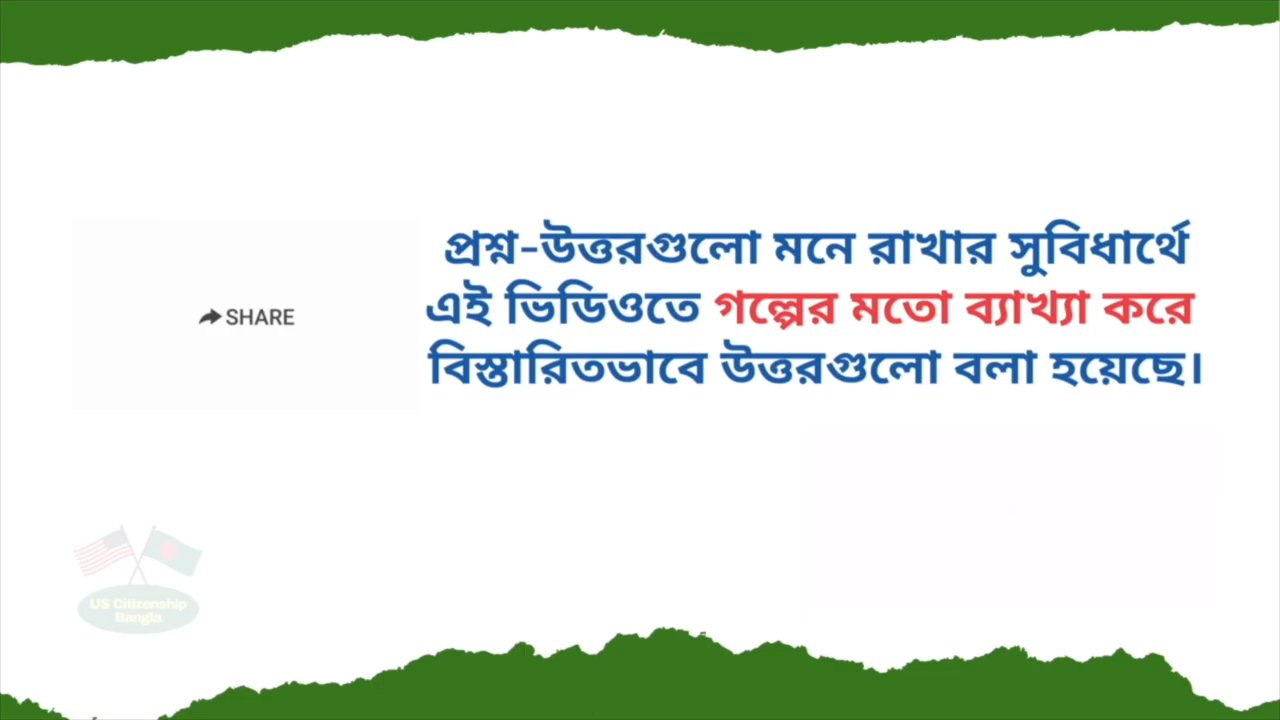 প্রশ্ন-উত্তরগুলো মনে রাখার সুবিধার্থে
এই ভিডিওতে গল্পের মতো ব্যাখ্যা করে
বিস্তারিতভাবে উত্তরগুলো বলা হয়েছে।
SHARE
US Citizenship
Bangla